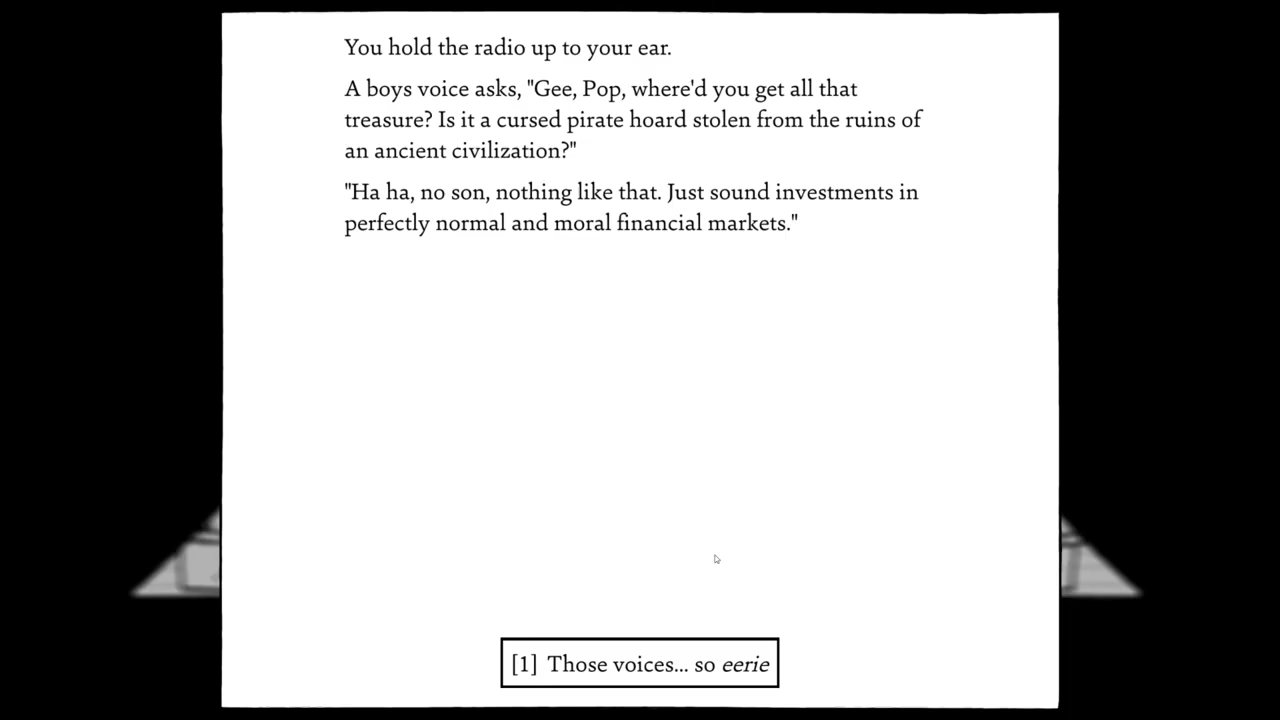 You hold the radio up to your ear.
A boys voice asks, "Gee, Pop, where'd you get all that
treasure? Is it a cursed pirate hoard stolen from the ruins of
an ancient civilization?"
"Ha ha, no son, nothing like that. Just sound investments in
perfectly normal and moral financial markets."
[1] Those voices... so eerie